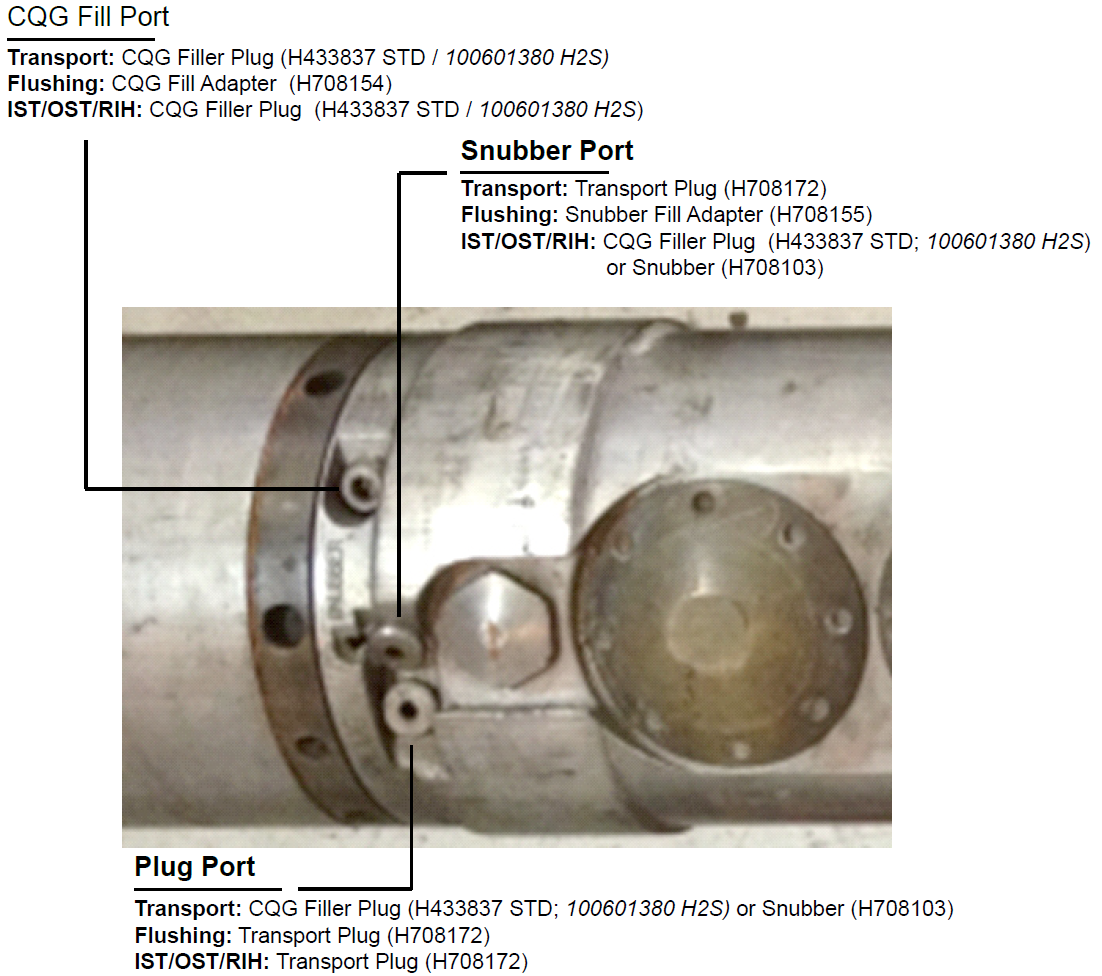 CQG Fill Port
Transport: CQG Filler Plug (H433837 STD / 100601380 H2S)
Flushing: CQG Fill Adapter (H708154)
IST/OST/RIH: CQG Filler Plug (H433837 STD / 100601380 H2S)
Snubber Port
Transport: Transport Plug (H708172)
Flushing: Snubber Fill Adapter (H708155)
IST/OST/RIH: CQG Filler Plug (H433837 STD; 100601380 H2S)
or Snubber (H708103)
SNUBBER
Plug Port
Transport: CQG Filler Plug (H433837 STD; 100601380 H2S) or Snubber (H708103)
Flushing: Transport Plug (H708172)
IST/OST/RIH: Transport Plug (H708172)